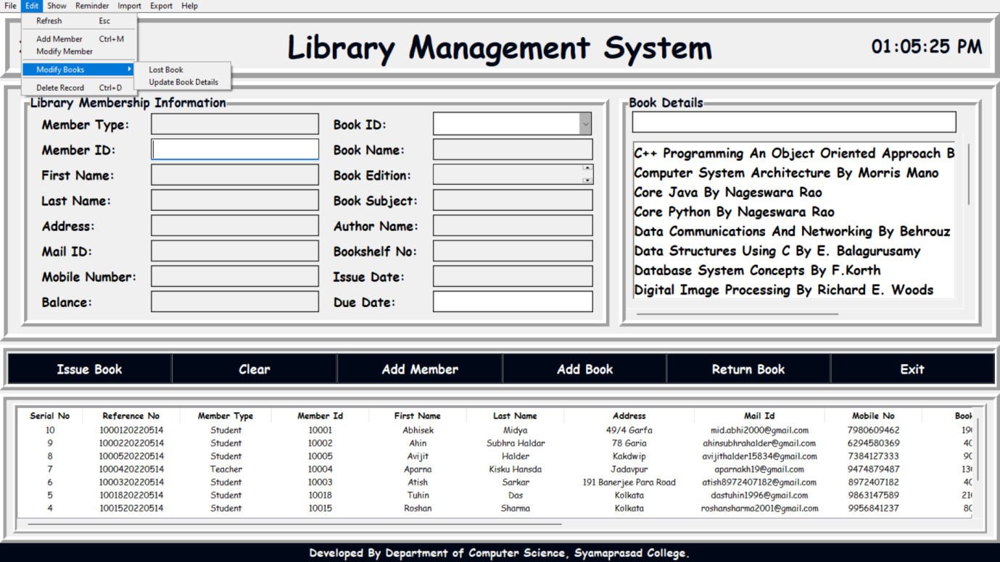 File Edit Show Reminder Import Export Help
Refresh Esc
Add Member Ctrl+M
Modify Member
Modify Books
Delete Record Ctrl+D
Lost Book
Update Book Details
Library Management System
01:05:25 PM
Library Membership Information
Member Type:
Member ID:
First Name:
Last Name:
Address:
Mail ID:
Mobile Number:
Balance:
Book ID:
Book Name:
Book Edition:
Book Subject:
Author Name:
Bookshelf No:
Issue Date:
Due Date:
Book Details
C++ Programming An Object Oriented Approach B
Computer System Architecture By Morris Mano
Core Java By Nageswara Rao
Core Python By Nageswara Rao
Data Communications And Networking By Behrouz
Data Structures Using C By E. Balagurusamy
Database System Concepts By F.Korth
Digital Image Processing By Richard E. Woods
Issue Book Clear Add Member Add Book Return Book Exit
Serial No Reference No Member Type Member Id First Name Last Name Address Mail Id Mobile No Book
10 1000120220514 Student 10001 Abhisek Midya 49/4 Garfa mid.abhi2000@gmail.com 7980609462
9 1000220220514 Student 10002 Ahin Subhra Haldar 78 Garia ahinsubhrahalder@gmail.com 6294580369
8 1000520220514 Student 10005 Avijit Halder Kakdwip avijithalder15834@gmail.com 7384127333
7 1000420220514 Teacher 10004 Aparna Kisku Hansda Jadavpur aparnakh19@gmail.com 9474879487
6 1000320220514 Student 10003 Atish Sarkar 191 Banerjee Para Road atish8972407182@gmail.com 8972407182
5 1001820220514 Student 10018 Tuhin Das Kolkata dastuhin1996@gmail.com 9863147589
4 1001520220514 Student 10015 Roshan Sharma Kolkata roshansharma2001@gmail.com 9956841237
Developed By Department of Computer Science, Syamaprasad College.